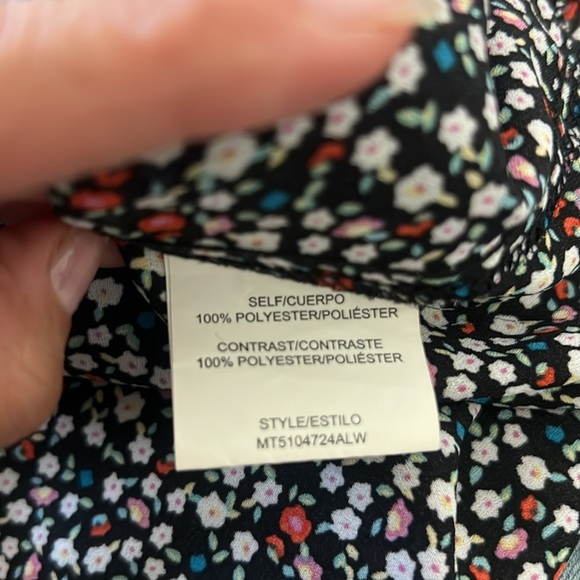 SELF/CUERPO
100% POLYESTER/POLIÉSTER
CONTRAST/CONTRASTE
100% POLYESTER/POLIÉSTER
STYLE/ESTILO
MT5104724ALW